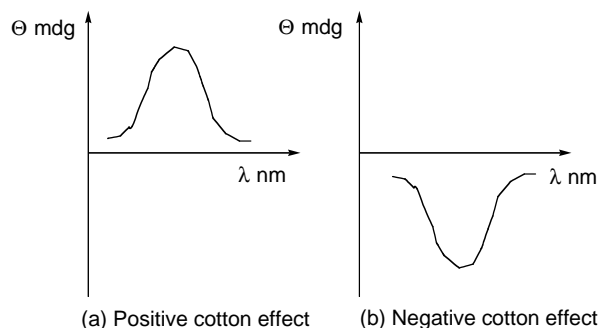 Θ mdg
λ nm
(a) Positive cotton effect
Θ mdg
λ nm
(b) Negative cotton effect